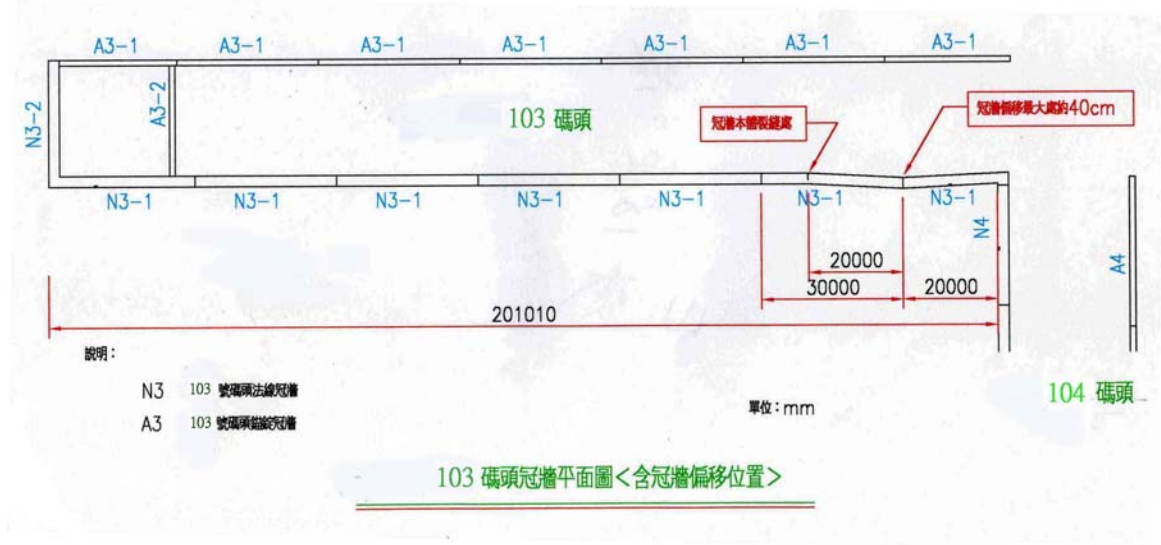 A3-1 A3-1 A3-1 A3-1 A3-1 A3-1 A3-1
N3-2
A3-2
103 碼頭
冠牆本體裂縫處
冠牆偏移最大處約40cm
N3-1 N3-1 N3-1 N3-1 N3-1 N3-1 N3-1
N4
A4
20000
30000
20000
201010
說明：
N3 103 號碼頭法線冠牆
A3 103 號碼頭錨錠冠牆
單位：mm
104 碼頭
103 碼頭冠牆平面圖<含冠牆偏移位置>